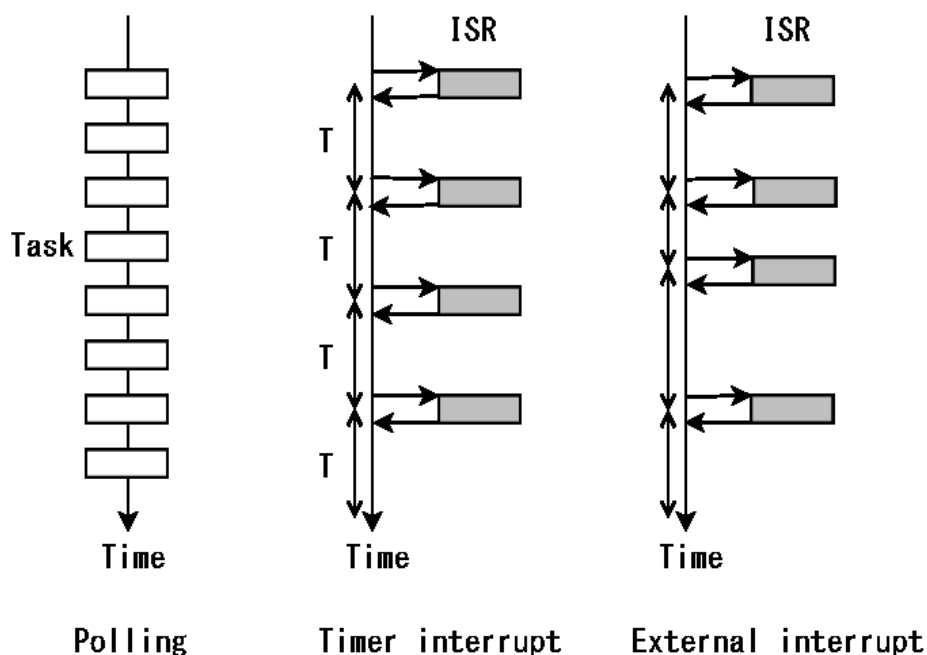 ISR
ISR
T
T
Task
T
T
Time
Time
Time
Polling
Timer interrupt
External interrupt